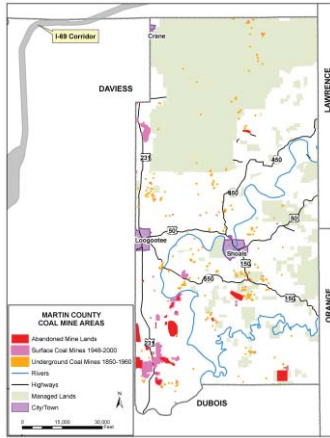 I-69 Corridor
Crane
DAVIESS
LAWRENCE
231
450
450
50
50
Loogootee
Shoals
150
550
150
ORANGE
MARTIN COUNTY
COAL MINE AREAS
Abandoned Mine Lands
Surface Coal Mines 1948-2000
Underground Coal Mines 1850-1960
Rivers
Highways
Managed Lands
City/Town
N
0
15,000
30,000
Feet
231
DUBOIS